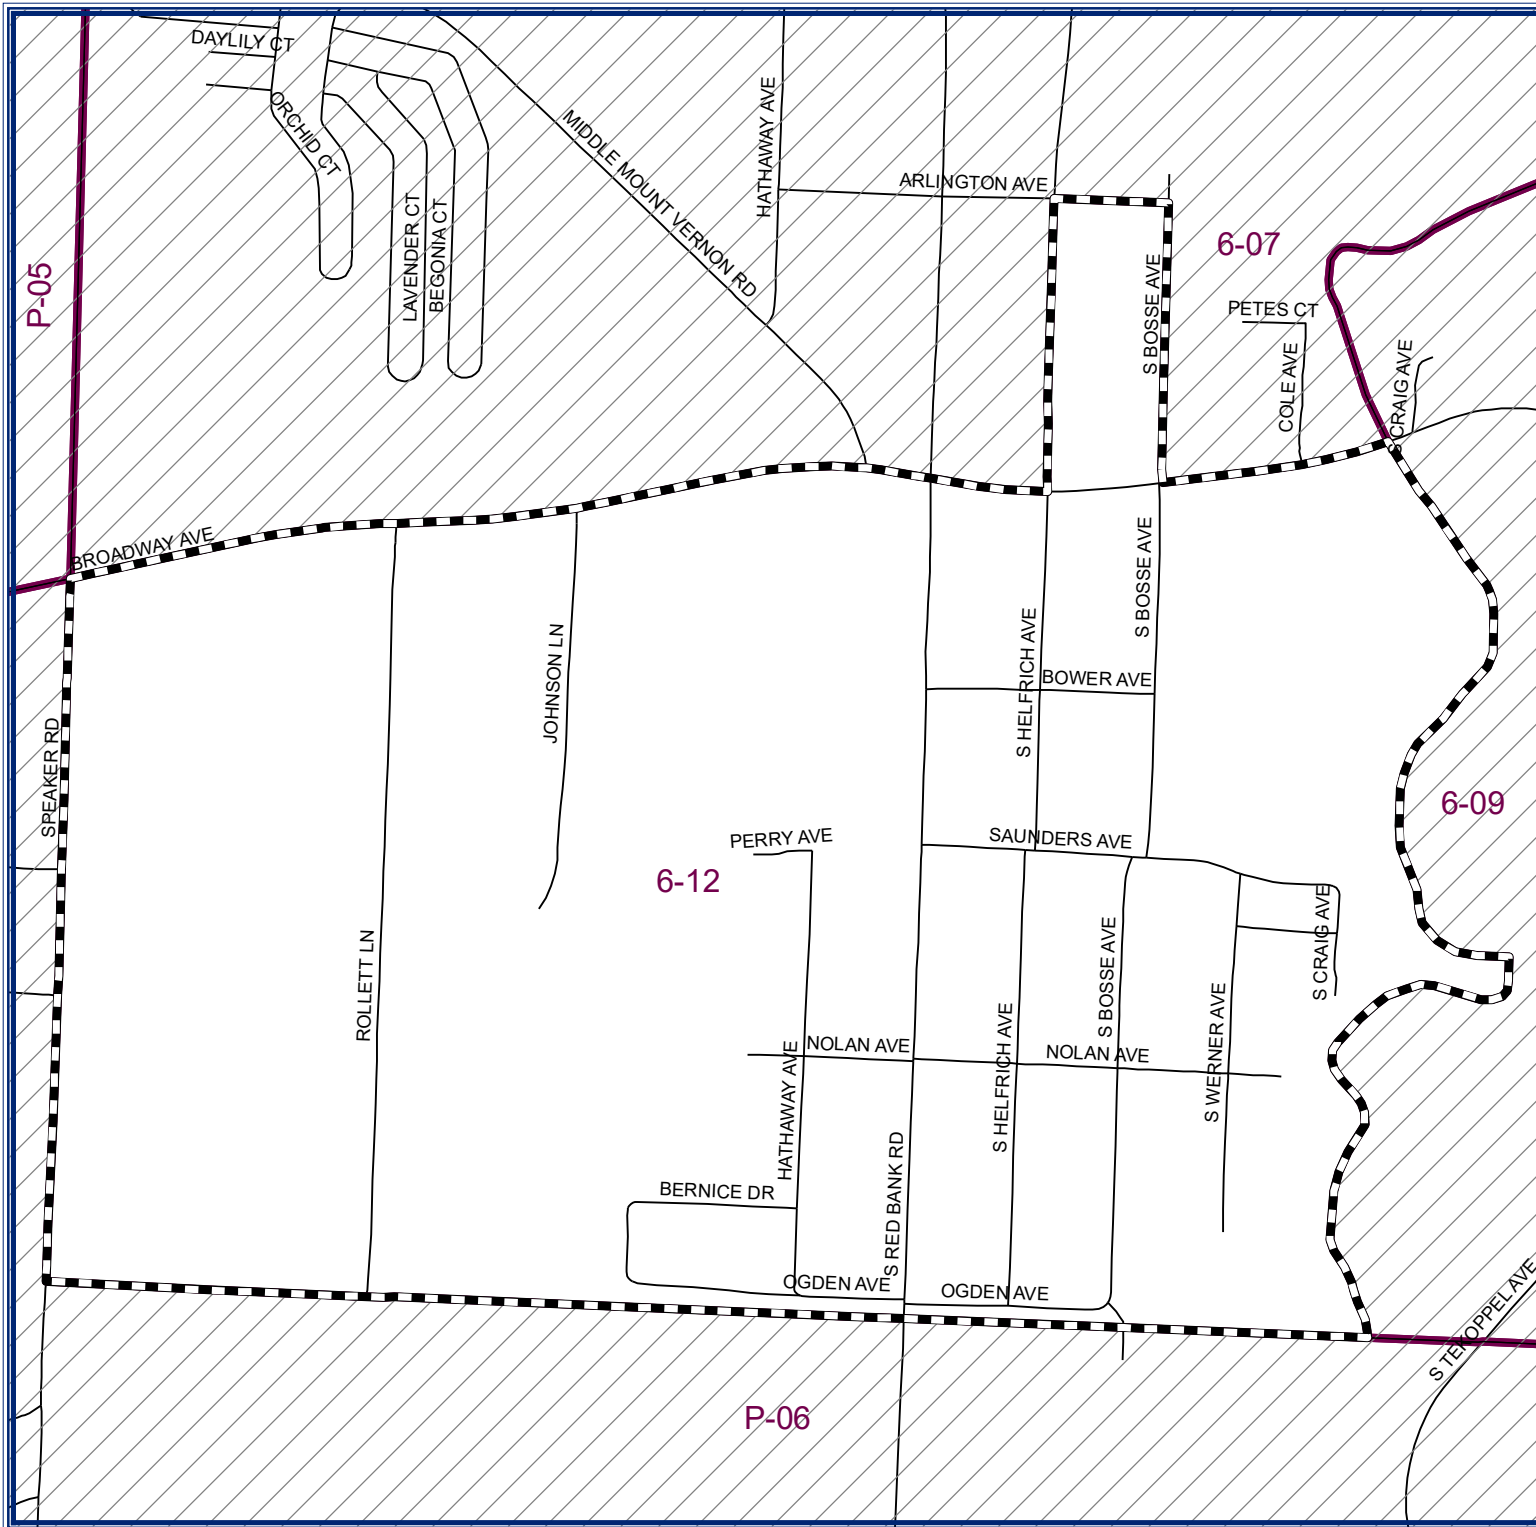 DAYLILY CT
ORCHID CT
LAVENDER CT
BEGONIA CT
MIDDLE MOUNT VERNON RD
HATHAWAY AVE
ARLINGTON AVE
S BOSSE AVE
6-07
P-05
PETES CT
COLE AVE
S CRAIG AVE
BROADWAY AVE
S BOSSE AVE
S HELFRICH AVE
BOWER AVE
JOHNSON LN
SPEAKER RD
6-09
PERRY AVE
SAUNDERS AVE
6-12
S CRAIG AVE
ROLLETT LN
S BOSSE AVE
S WERNER AVE
S HELFRICH AVE
NOLAN AVE
NOLAN AVE
HATHAWAY AVE
S RED BANK RD
BERNICE DR
OGDEN AVE
OGDEN AVE
S TEKOPPEL AVE
P-06